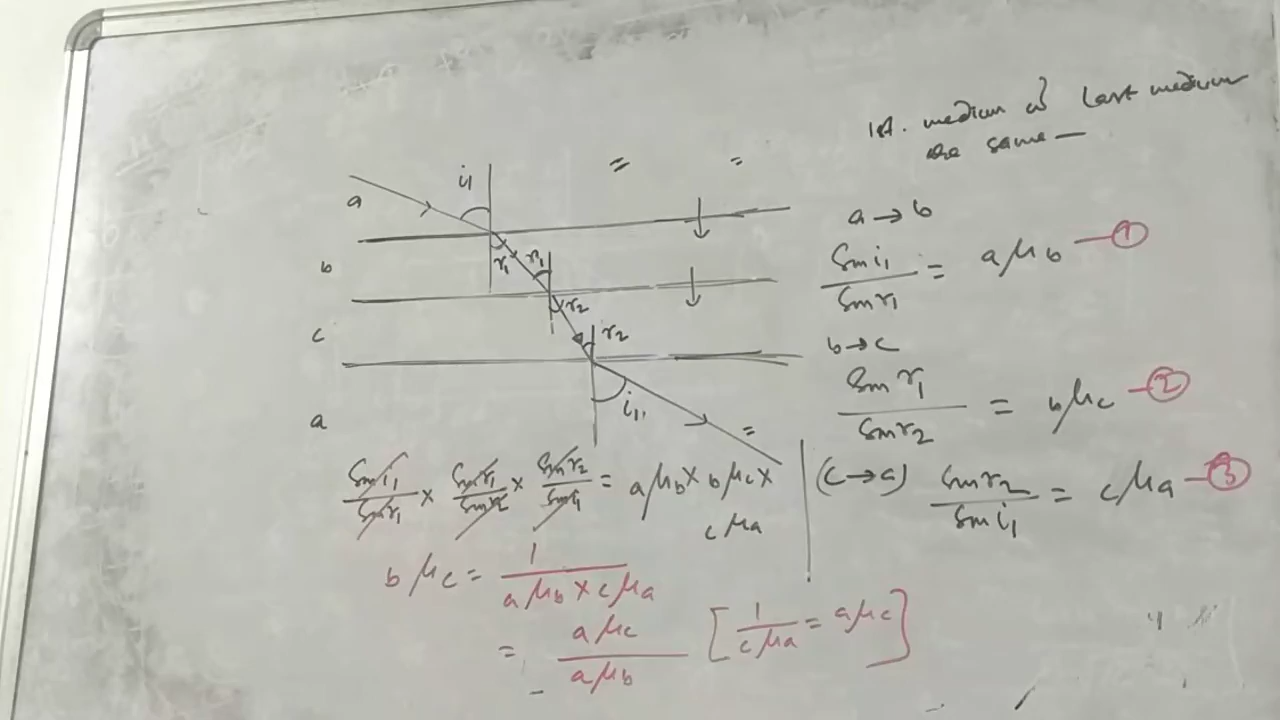 1st. medium & last medium
are same —
a i1
b r1 r1
c r2 r2
a i1
a → b
Sin i1 / Sin r1 = aμb — ①
b → c
Sin r1 / Sin r2 = bμc — ②
(c → a) Sin r2 / Sin i1 = cμa — ③
Sin i1 / Sin r1 × Sin r1 / Sin r2 × Sin r2 / Sin i1 = aμb × bμc ×
cμa
bμc = 1 / aμb × cμa
= aμc / aμb [1 / cμa = aμc]